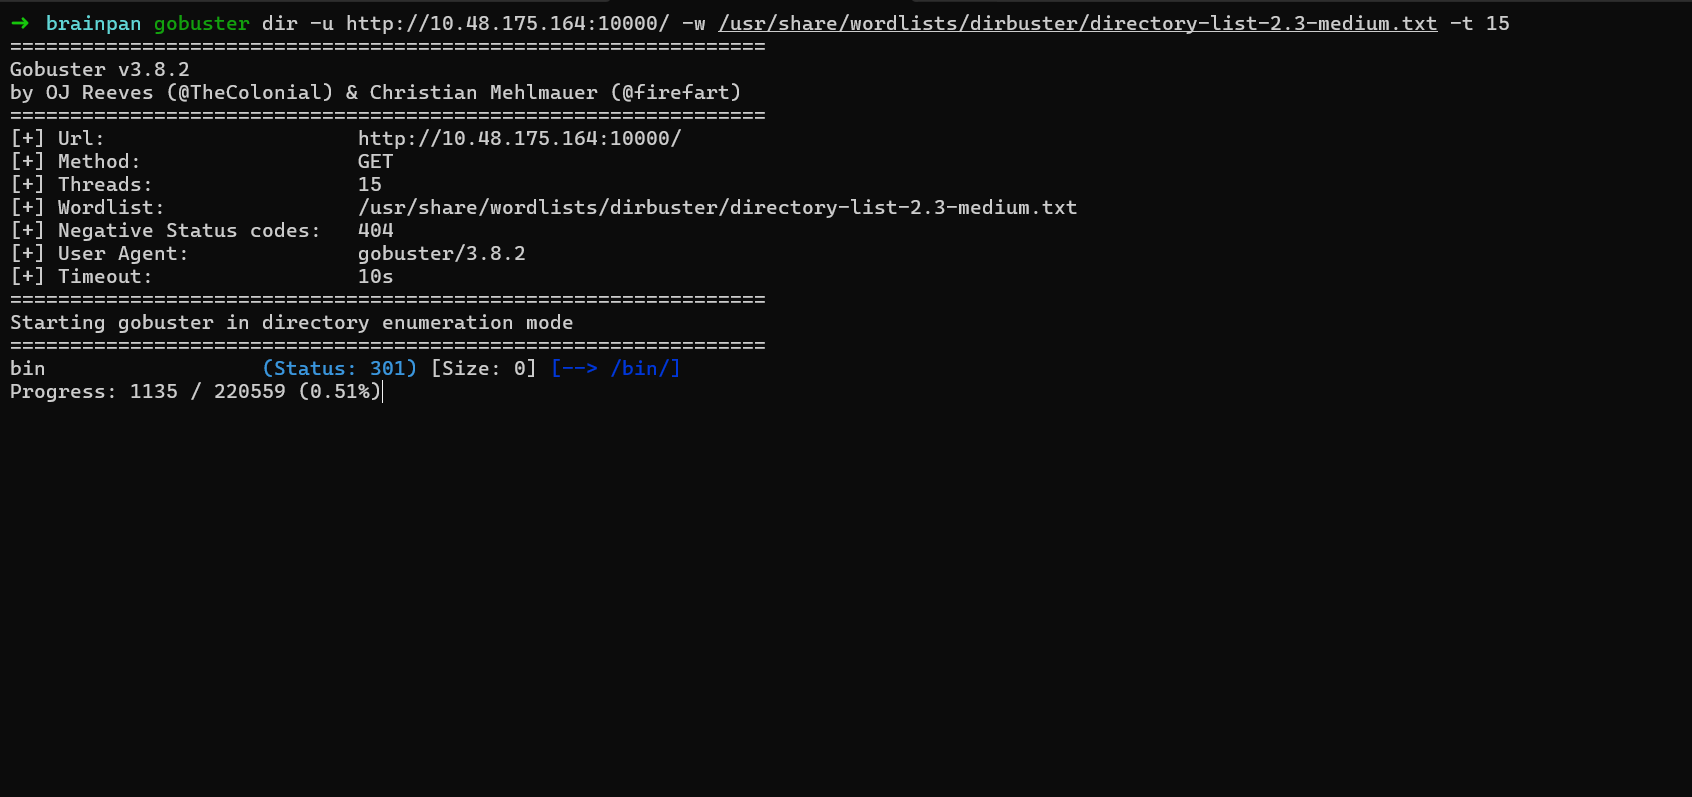 ➜ brainpan gobuster dir -u http://10.48.175.164:10000/ -w /usr/share/wordlists/dirbuster/directory-list-2.3-medium.txt -t 15
===============================================================
Gobuster v3.8.2
by OJ Reeves (@TheColonial) & Christian Mehlmauer (@firefart)
===============================================================
[+] Url:                     http://10.48.175.164:10000/
[+] Method:                  GET
[+] Threads:                 15
[+] Wordlist:                /usr/share/wordlists/dirbuster/directory-list-2.3-medium.txt
[+] Negative Status codes:   404
[+] User Agent:              gobuster/3.8.2
[+] Timeout:                 10s
===============================================================
Starting gobuster in directory enumeration mode
===============================================================
bin                  (Status: 301) [Size: 0] [--> /bin/]
Progress: 1135 / 220559 (0.51%)